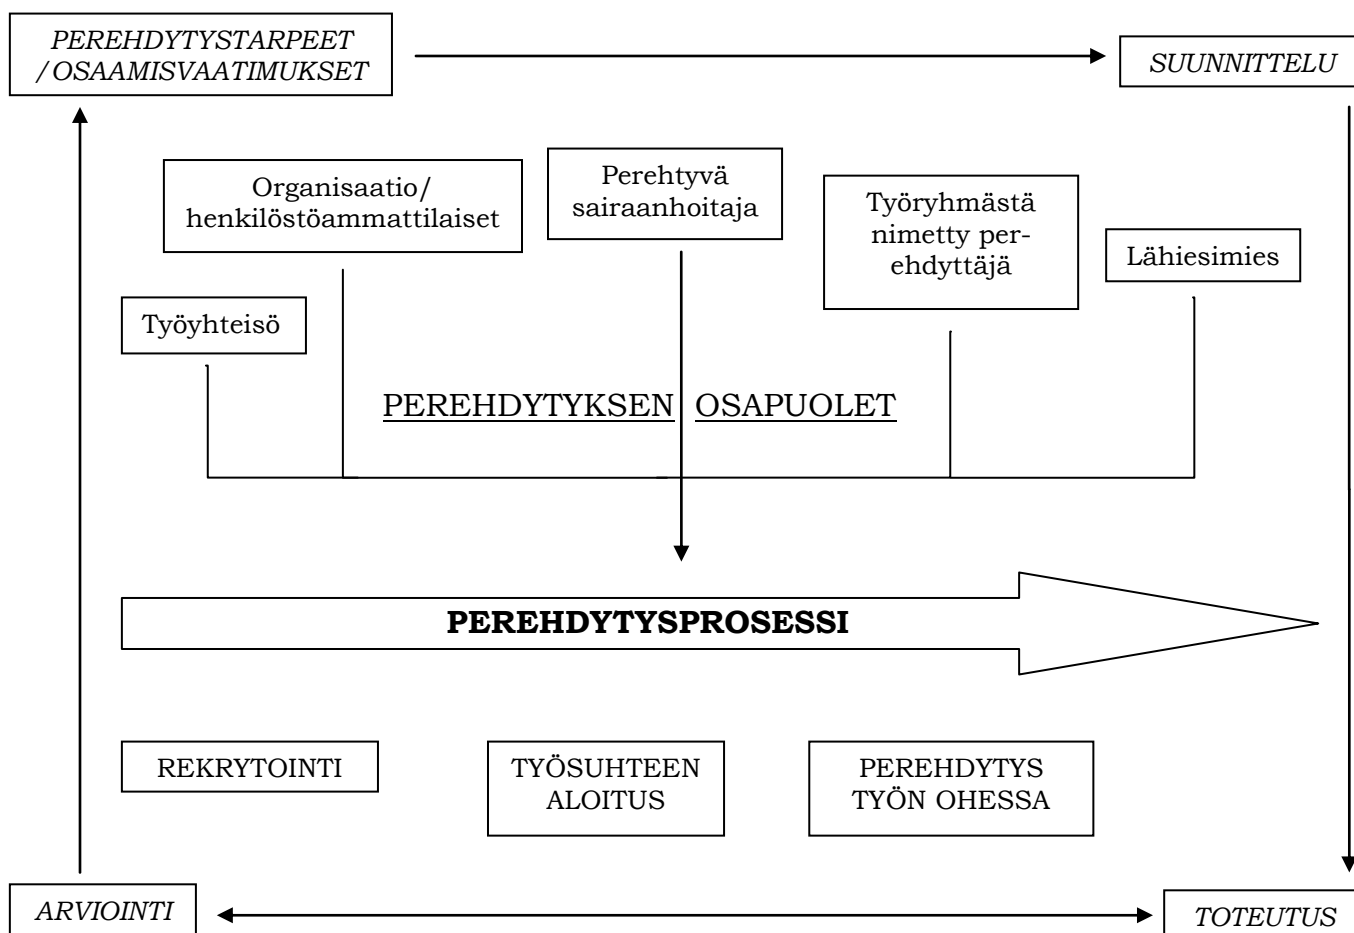 PEREHDYTYSTARPEET
/OSAAMISVAATIMUKSET
SUUNNITTELU
Organisaatio/
henkilöstöammattilaiset
Perehtyvä
sairaanhoitaja
Työryhmästä
nimetty per-
ehdyttäjä
Lähiesimies
Työyhteisö
PEREHDYTYKSEN OSAPUOLET
PEREHDYTYSPROSESSI
REKRYTOINTI
TYÖSUHTEEN
ALOITUS
PEREHDYTYS
TYÖN OHESSA
ARVIOINTI
TOTEUTUS